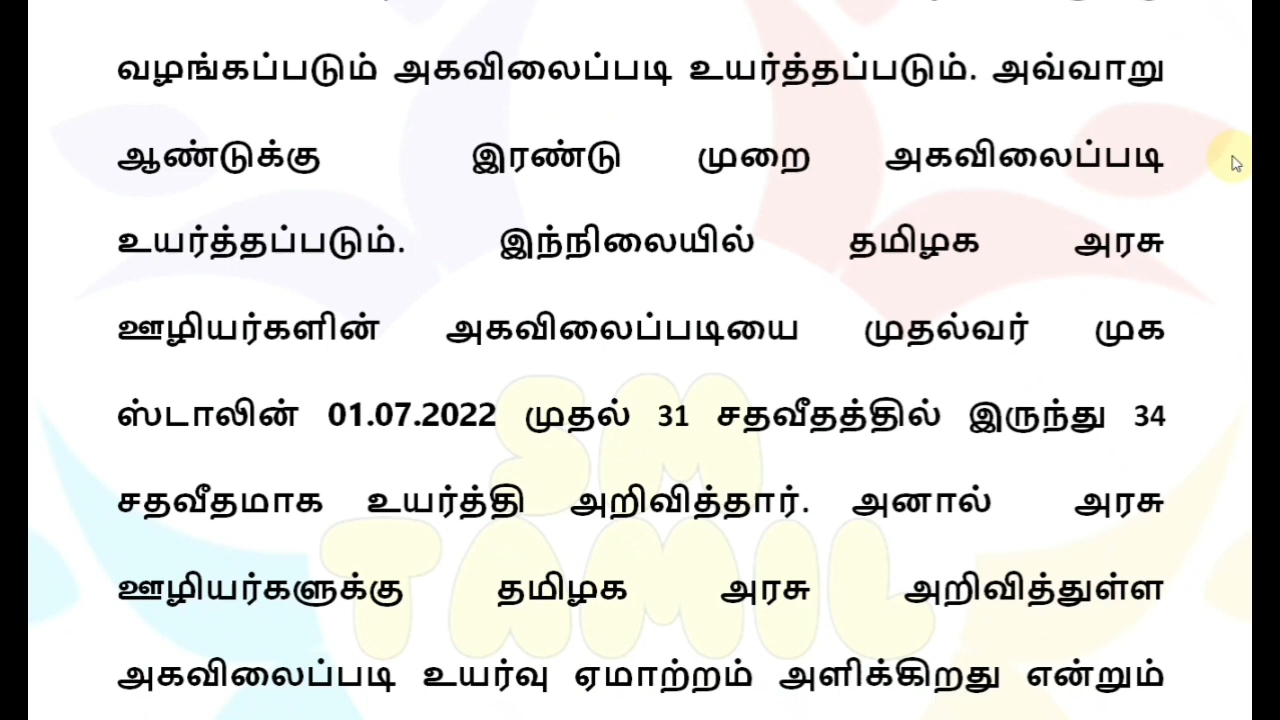 வழங்கப்படும் அகவிலைப்படி உயர்த்தப்படும். அவ்வாறு
ஆண்டுக்கு இரண்டு முறை அகவிலைப்படி
உயர்த்தப்படும். இந்நிலையில் தமிழக அரசு
ஊழியர்களின் அகவிலைப்படியை முதல்வர் முக
ஸ்டாலின் 01.07.2022 முதல் 31 சதவீதத்தில் இருந்து 34
சதவீதமாக உயர்த்தி அறிவித்தார். அனால் அரசு
ஊழியர்களுக்கு தமிழக அரசு அறிவித்துள்ள
அகவிலைப்படி உயர்வு ஏமாற்றம் அளிக்கிறது என்றும்
SM
TAMIL